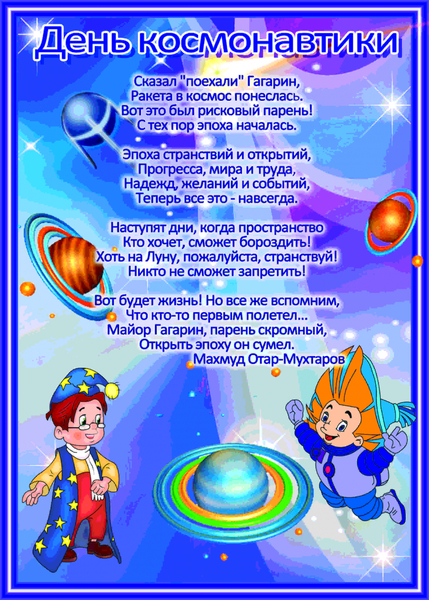 День космонавтики
Сказал "поехали" Гагарин,
Ракета в космос понеслась.
Вот это был рисковый парень!
С тех пор эпоха началась.
Эпоха странствий и открытий,
Прогресса, мира и труда,
Надежд, желаний и событий,
Теперь все это - навсегда.
Наступят дни, когда пространство
Кто хочет, сможет бороздить!
Хоть на Луну, пожалуйста, странствуй!
Никто не сможет запретить!
Вот будет жизнь! Но все же вспомним,
Что кто-то первым полетел...
Майор Гагарин, парень скромный,
Открыть эпоху он сумел.
Махмуд Отар-Мухтаров